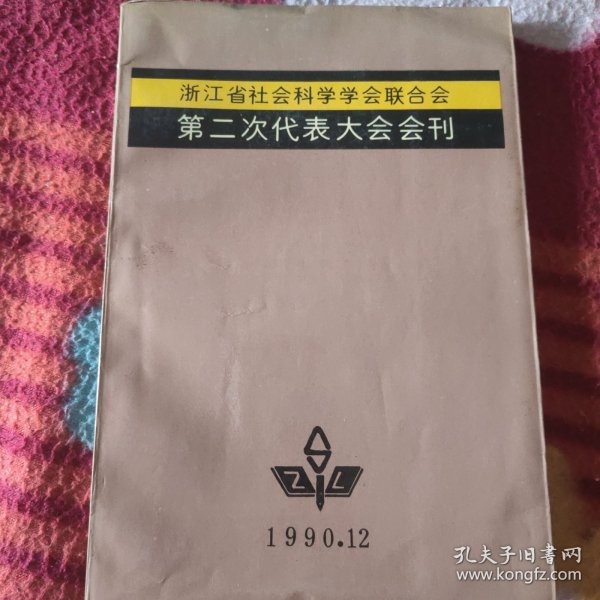 浙江省社会科学学会联合会
第二次代表大会会刊
S
Z L
1990.12
孔夫子旧书网
www.kongfz.com